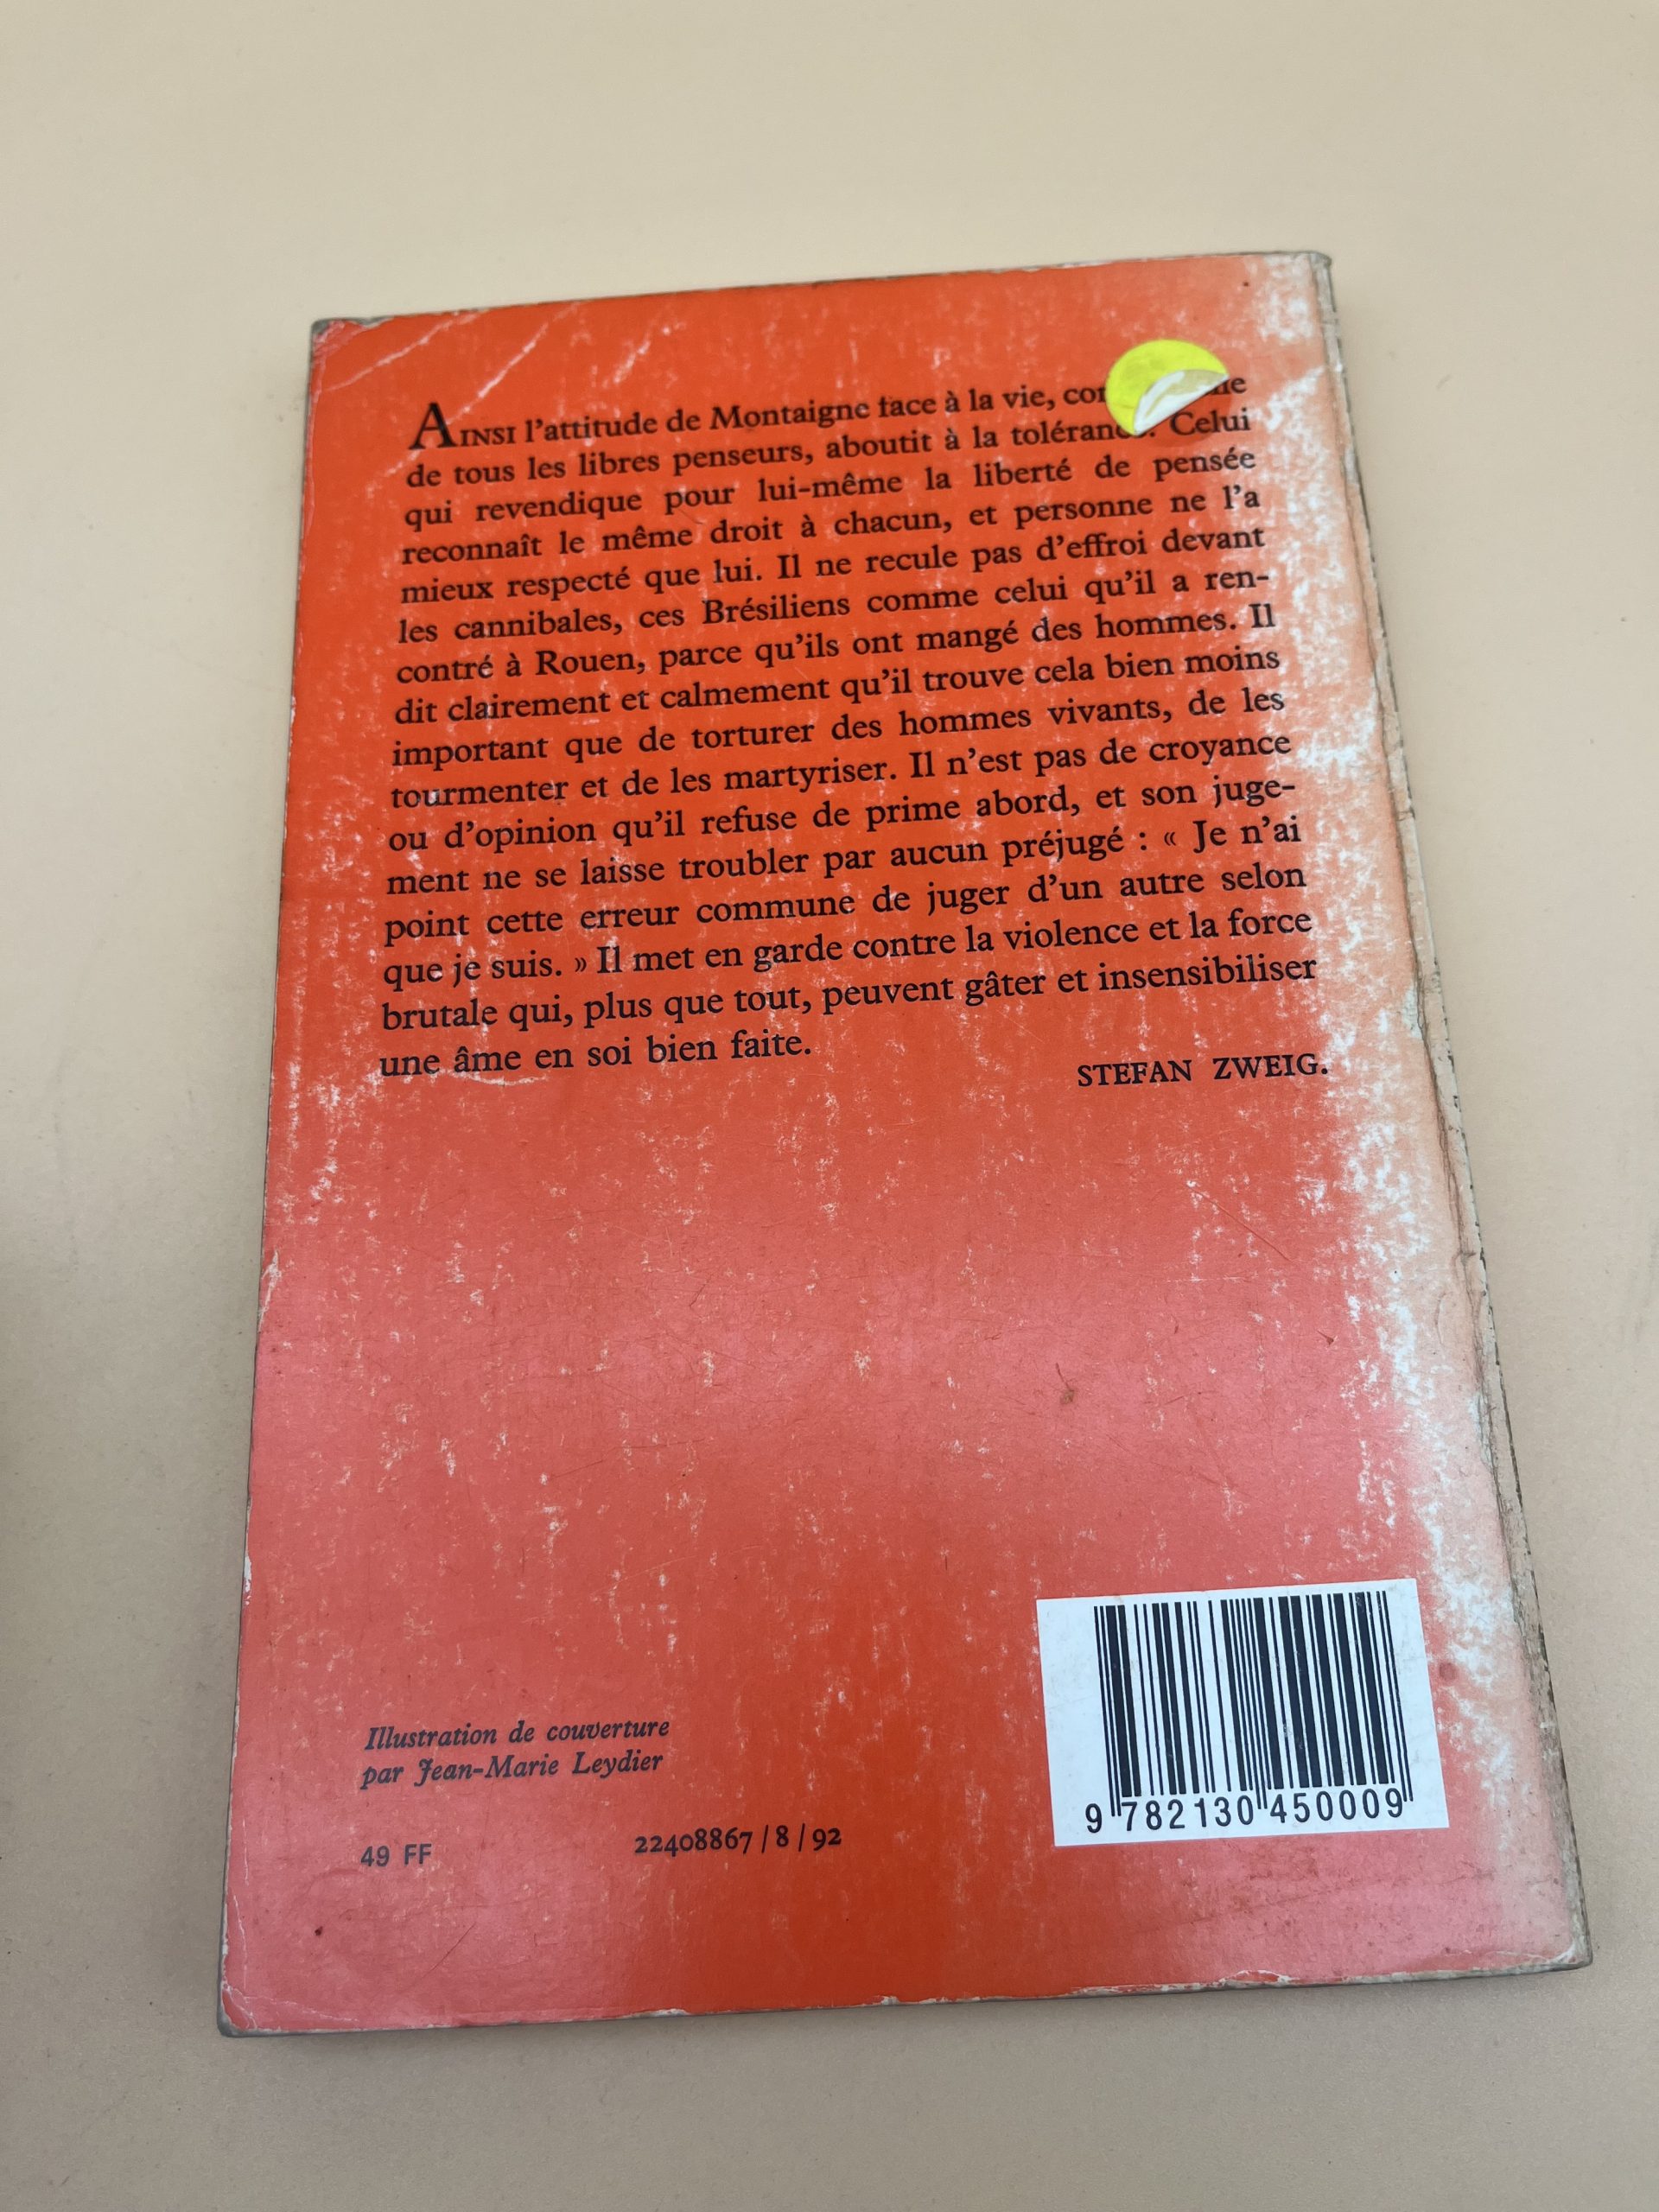 AINSI l'attitude de Montaigne face à la vie,
de tous les libres penseurs, aboutit à la tolérance. Celui
qui revendique pour lui-même la liberté de pensée
reconnaît le même droit à chacun, et personne ne l'a
mieux respecté que lui. Il ne recule pas d'effroi devant
les cannibales, ces Brésiliens comme celui qu'il a ren-
contré à Rouen, parce qu'ils ont mangé des hommes. Il
dit clairement et calmement qu'il trouve cela bien moins
important que de torturer des hommes vivants, de les
tourmenter et de les martyriser. Il n'est pas de croyance
ou d'opinion qu'il refuse de prime abord, et son juge-
ment ne se laisse troubler par aucun préjugé : « Je n'ai
point cette erreur commune de juger d'un autre selon
que je suis. » Il met en garde contre la violence et la force
brutale qui, plus que tout, peuvent gâter et insensibiliser
une âme en soi bien faite.
STEFAN ZWEIG.
Illustration de couverture
par Jean-Marie Leydier
49 FF
22408867/8/92
9 782130 450009